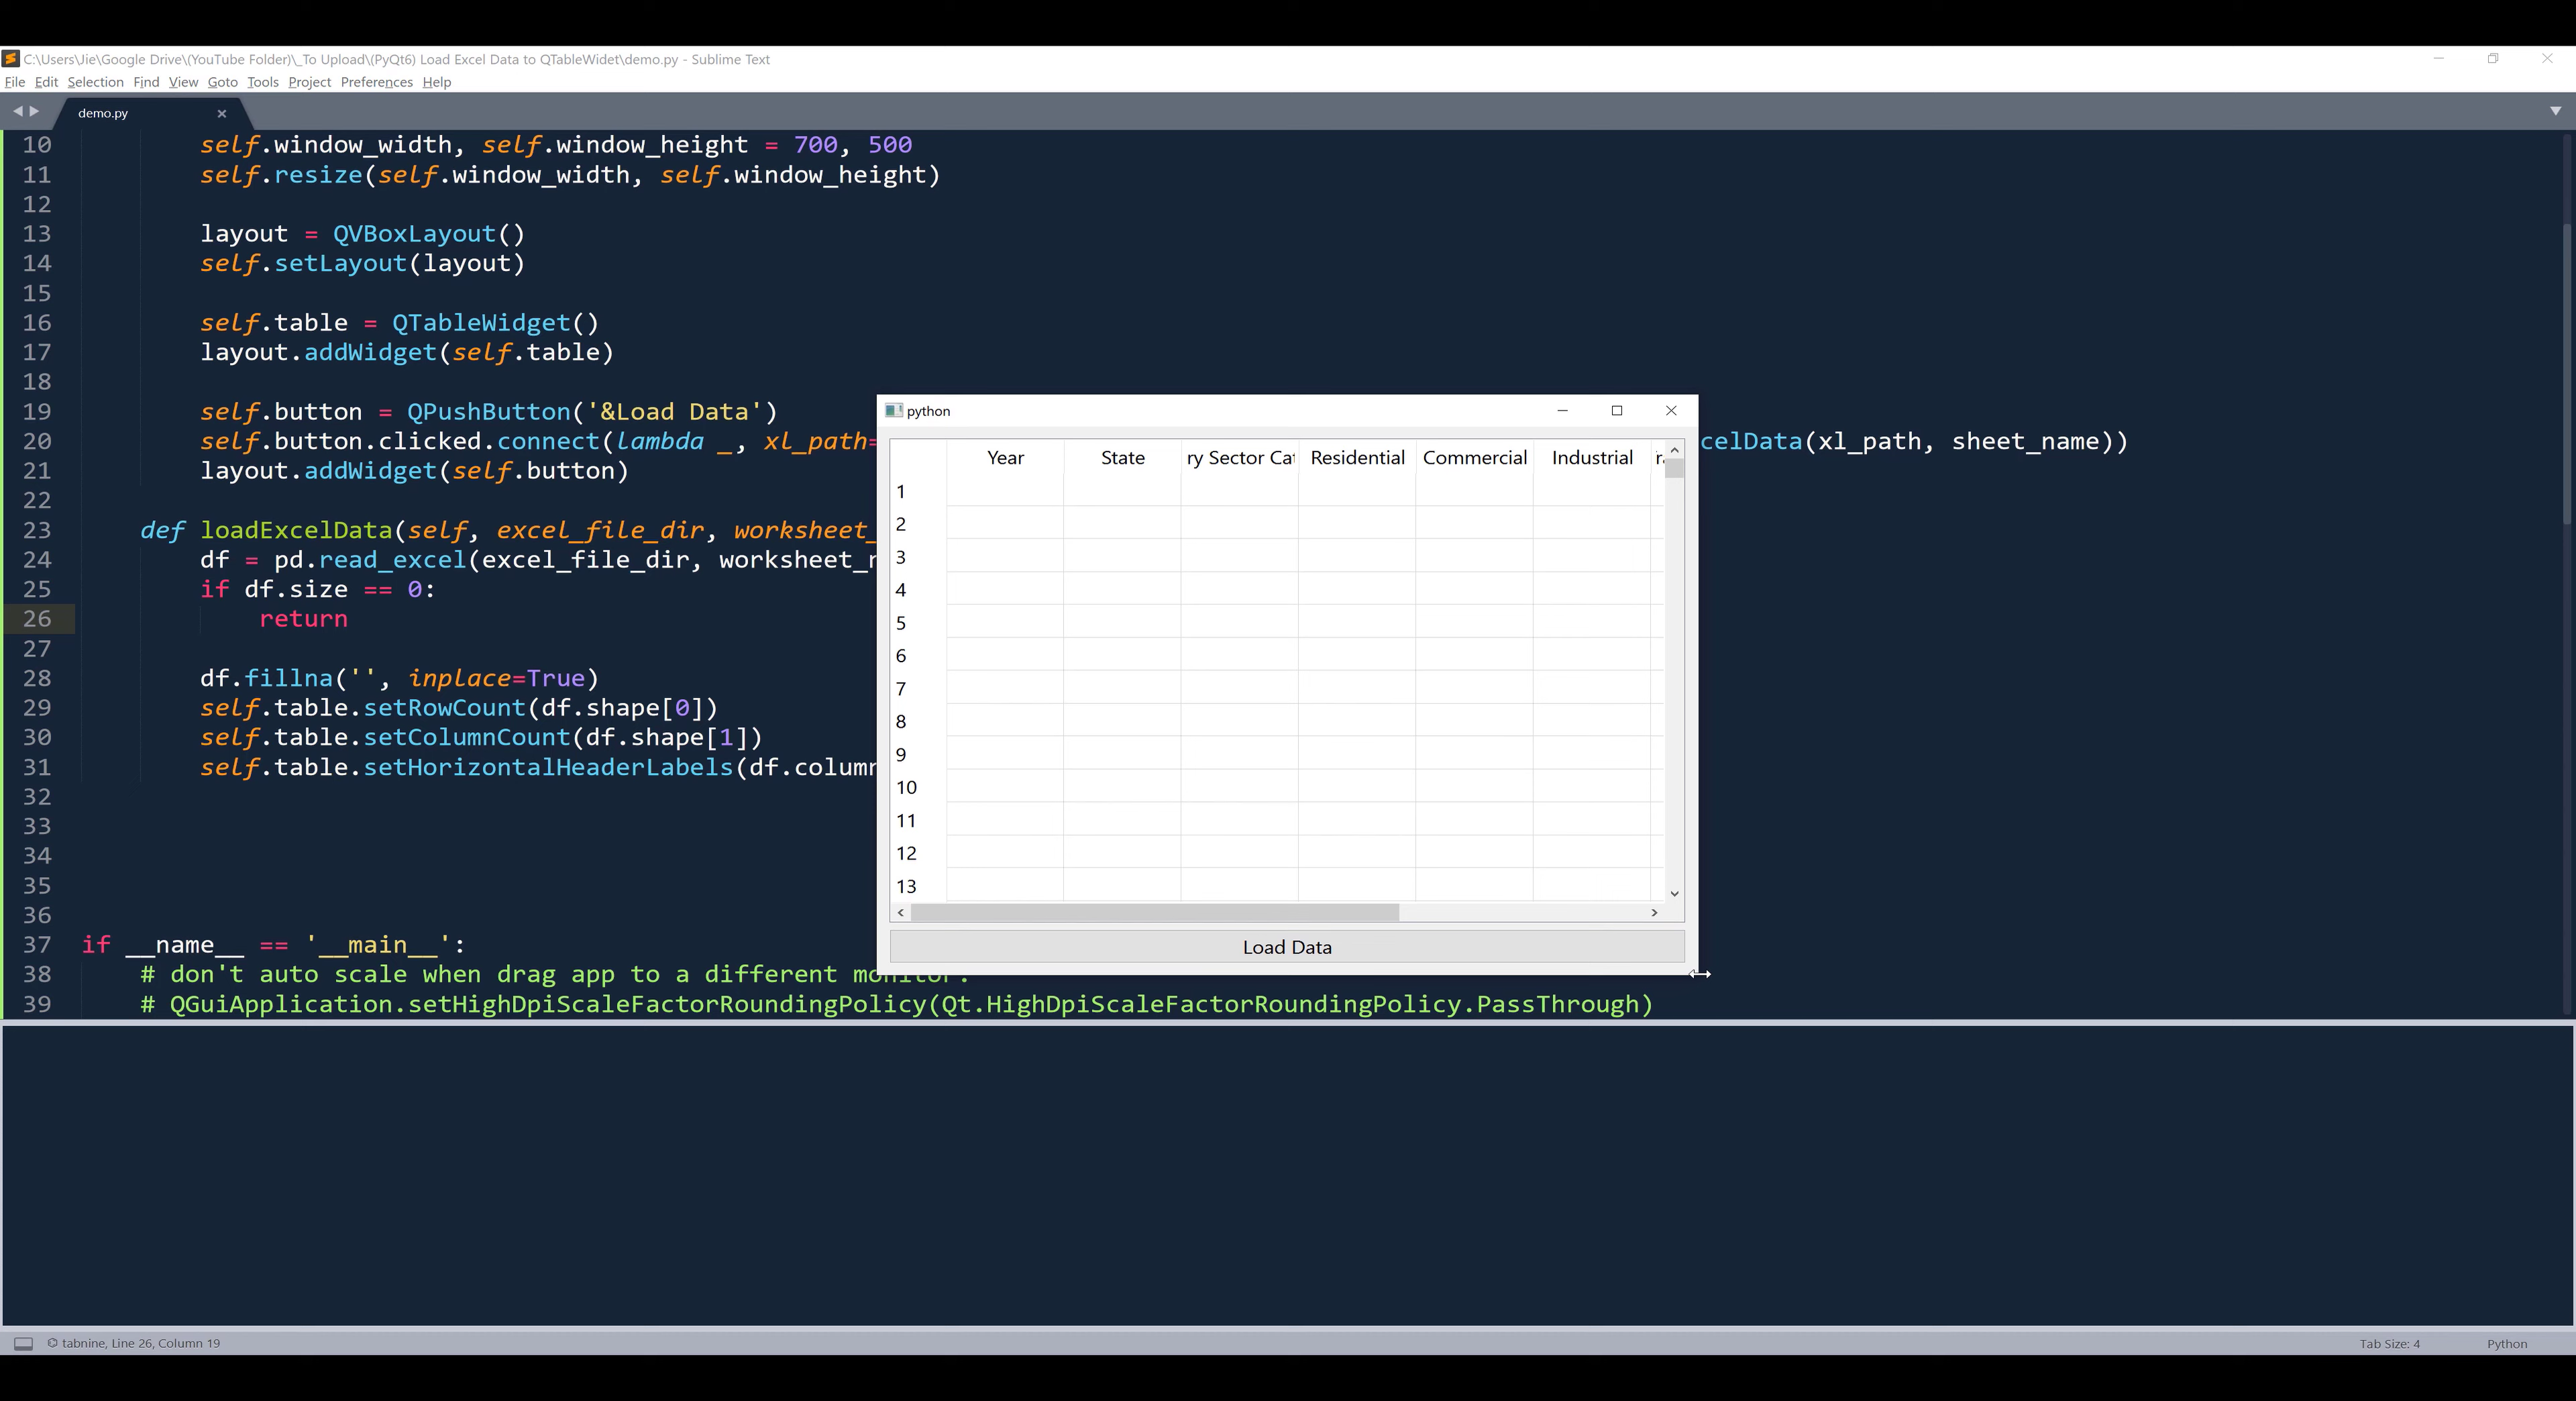 C:\Users\Jie\Google Drive\(YouTube Folder)\_To Upload\(PyQt6) Load Excel Data to QTableWidet\demo.py - Sublime Text
File Edit Selection Find View Goto Tools Project Preferences Help
demo.py
10 self.window_width, self.window_height = 700, 500
11 self.resize(self.window_width, self.window_height)
12
13 layout = QVBoxLayout()
14 self.setLayout(layout)
15
16 self.table = QTableWidget()
17 layout.addWidget(self.table)
18
19 self.button = QPushButton('&Load Data')
20 self.button.clicked.connect(lambda _, xl_path= celData(xl_path, sheet_name))
21 layout.addWidget(self.button)
22
23 def loadExcelData(self, excel_file_dir, worksheet_
24 df = pd.read_excel(excel_file_dir, worksheet_n
25 if df.size == 0:
26 return
27
28 df.fillna('', inplace=True)
29 self.table.setRowCount(df.shape[0])
30 self.table.setColumnCount(df.shape[1])
31 self.table.setHorizontalHeaderLabels(df.column
32
33
34
35
36
37 if __name__ == '__main__':
38 # don't auto scale when drag app to a different monitor.
39 # QGuiApplication.setHighDpiScaleFactorRoundingPolicy(Qt.HighDpiScaleFactorRoundingPolicy.PassThrough)
python
Year State ry Sector Cat Residential Commercial Industrial
1
2
3
4
5
6
7
8
9
10
11
12
13
Load Data
tabnine, Line 26, Column 19
Tab Size: 4
Python